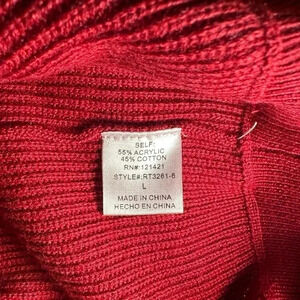 SELF:
55% ACRYLIC
45% COTTON
RN#:121421
STYLE#:RT3261-6
L
MADE IN CHINA
HECHO EN CHINA